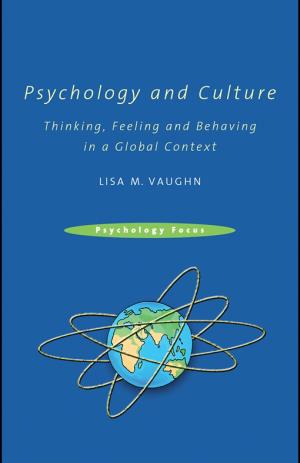 Psychology and Culture
Thinking, Feeling and Behaving
in a Global Context
LISA M. VAUGHN
Psychology Focus